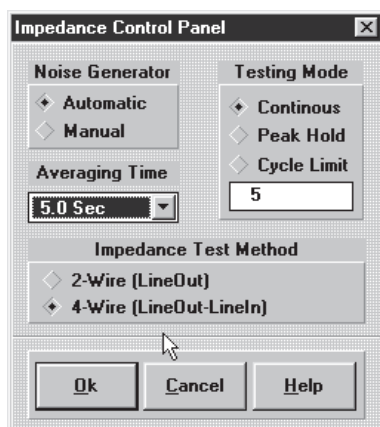 Impedance Control Panel
Noise Generator
Automatic
Manual
Averaging Time
5.0 Sec
Testing Mode
Continous
Peak Hold
Cycle Limit
5
Impedance Test Method
2-Wire (LineOut)
4-Wire (LineOut-LineIn)
Ok Cancel Help